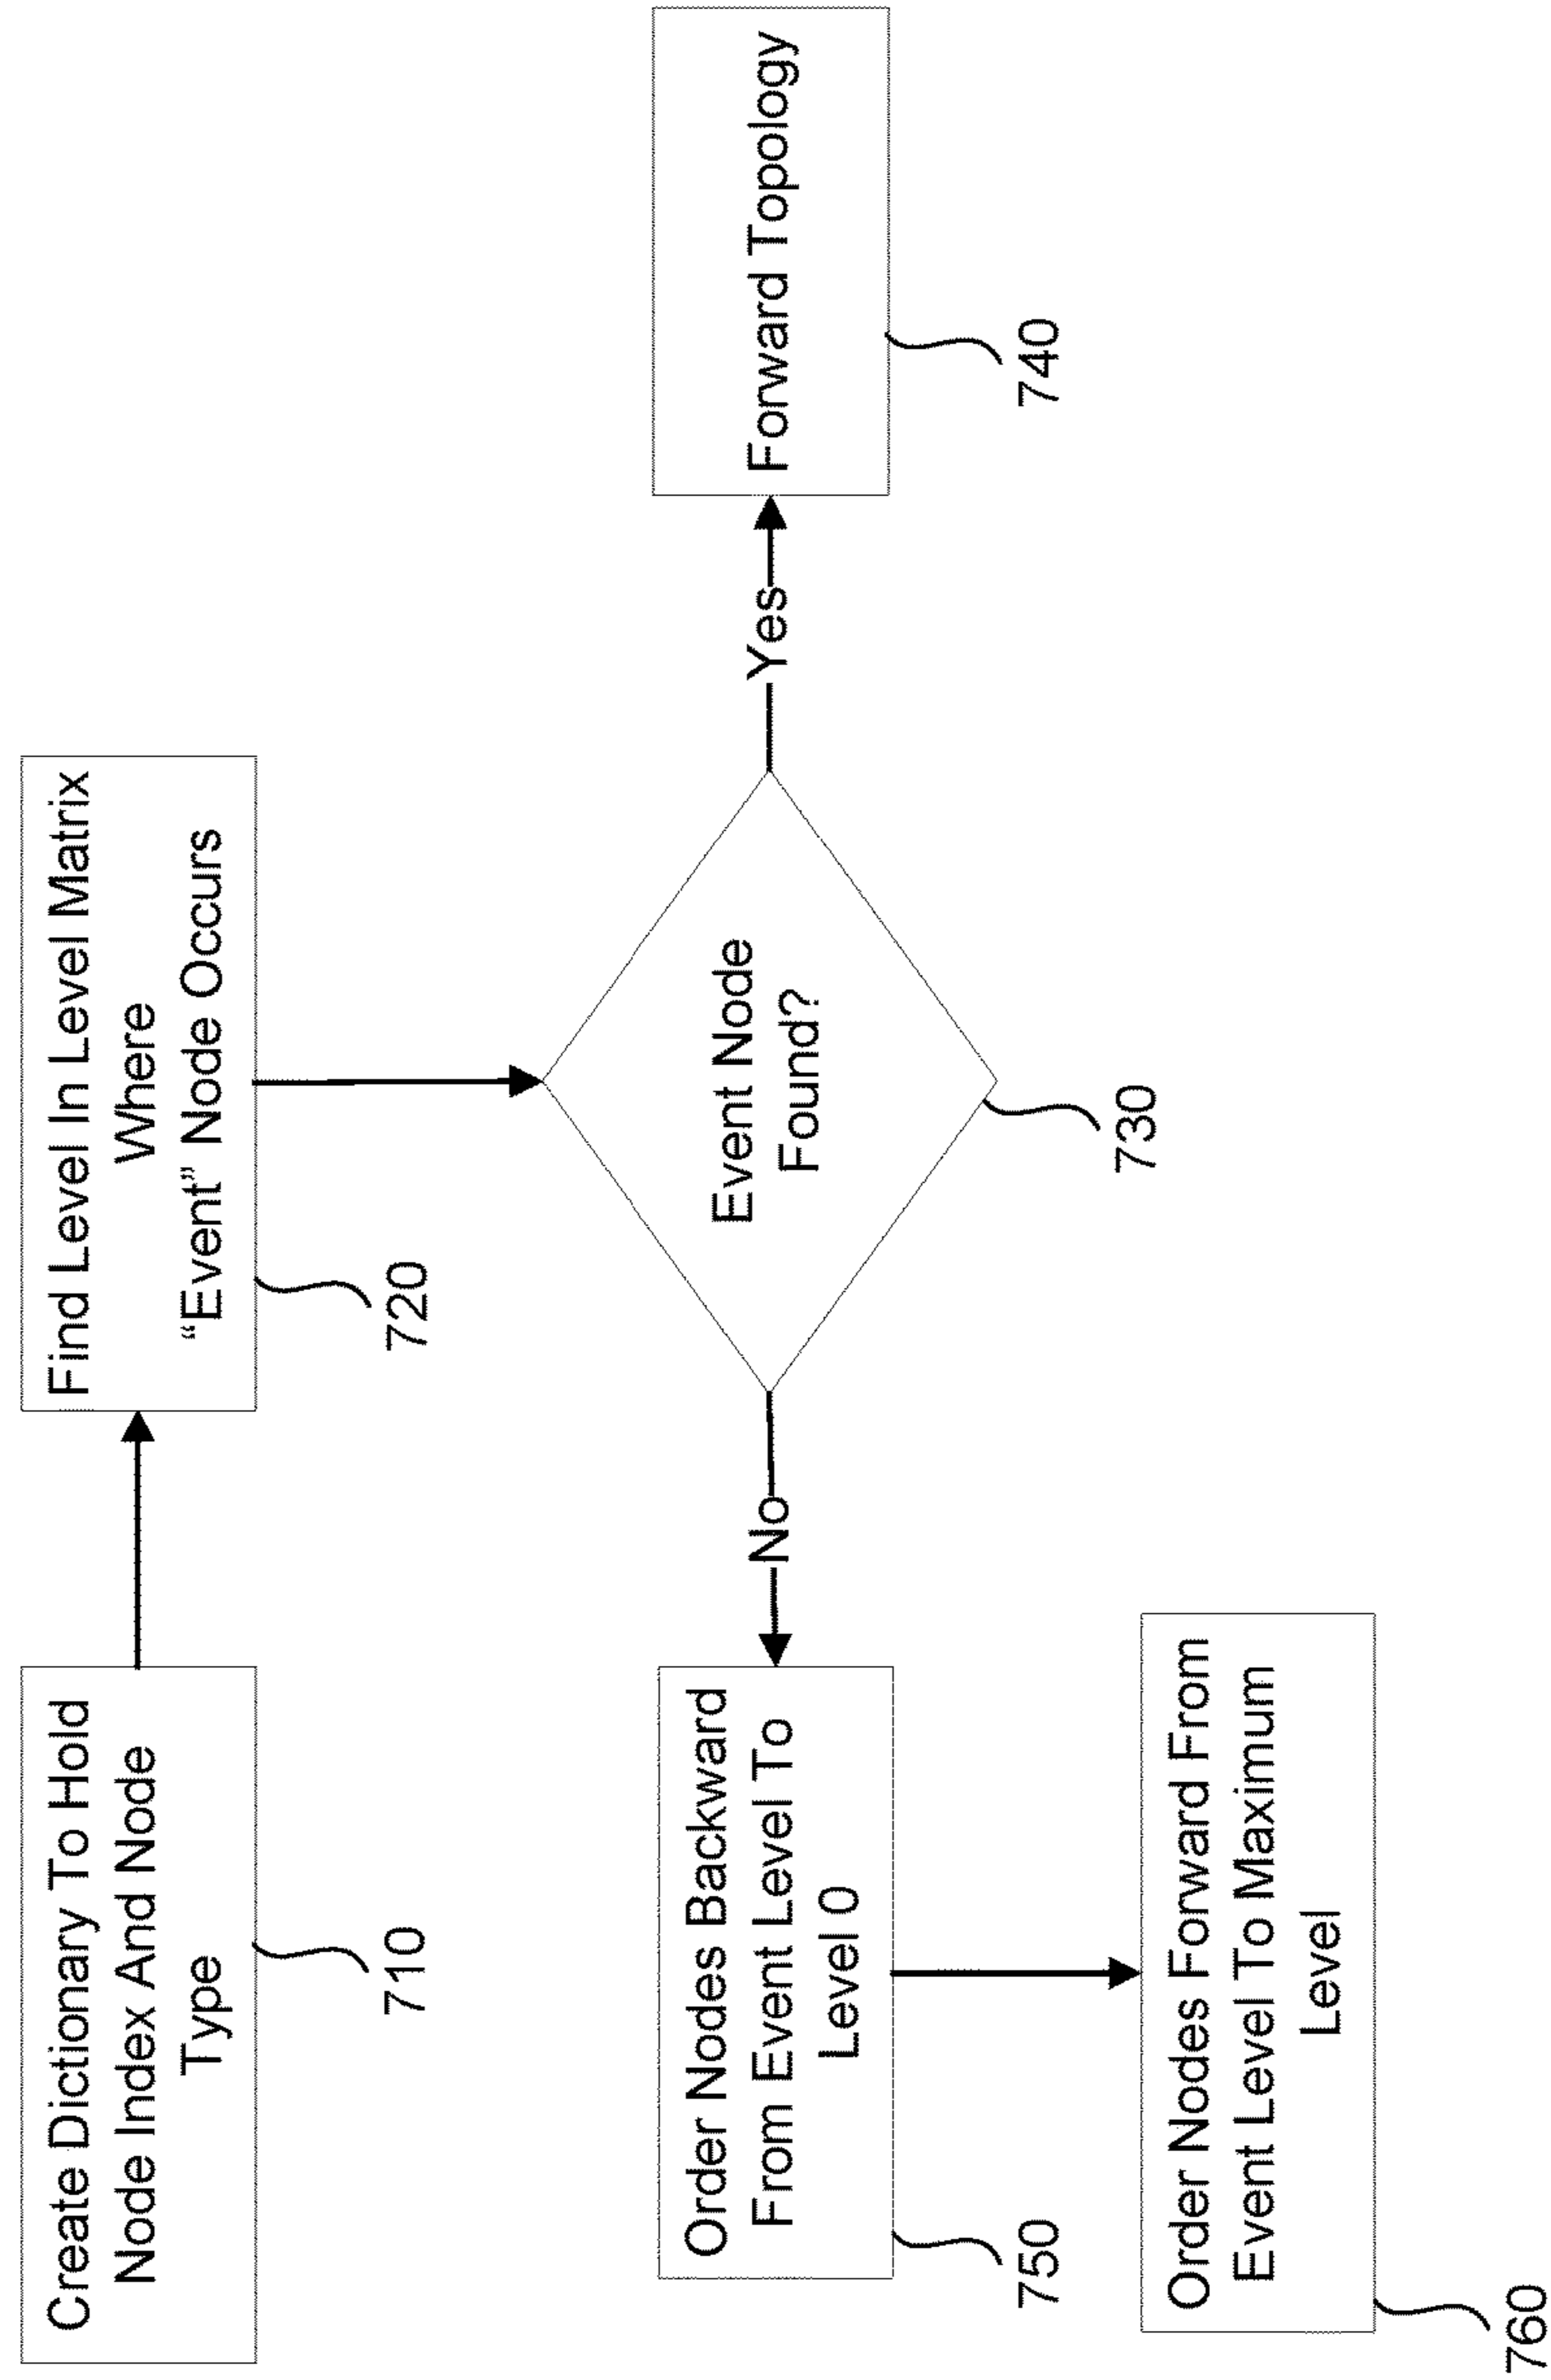 Create Dictionary To Hold
Node Index And Node
Type
710
Find Level In Level Matrix
Where
“Event” Node Occurs
720
Event Node
Found?
730
Yes
Forward Topology
740
No
Order Nodes Backward
From Event Level To
Level 0
750
Order Nodes Forward From
Event Level To Maximum
Level
760